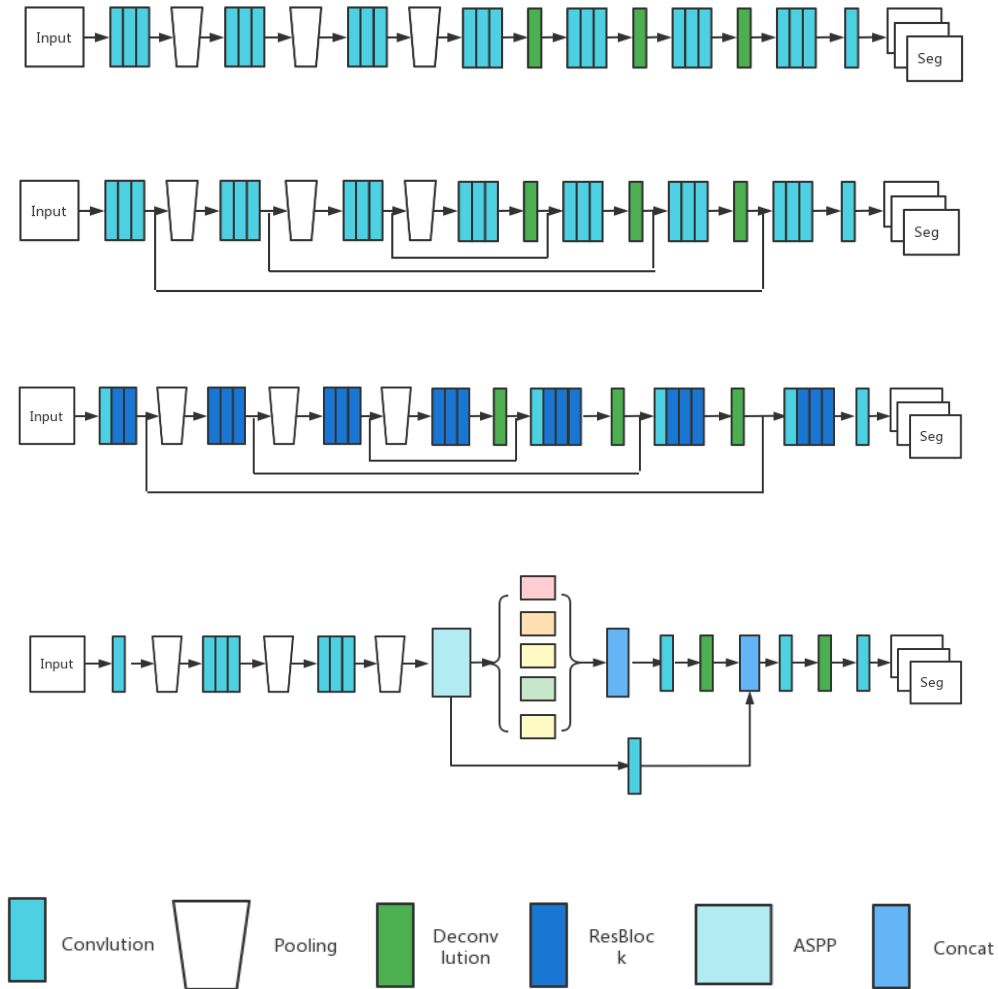 Input
Seg
Input
Seg
Input
Seg
Input
Seg
Convlution
Pooling
Deconv
lution
ResBloc
k
ASPP
Concat